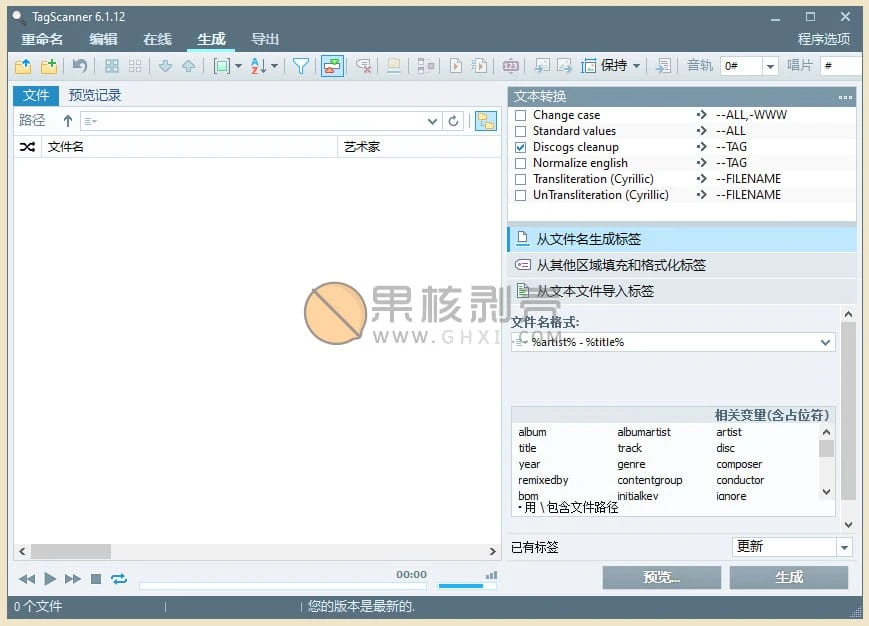 TagScanner 6.1.12
重命名 编辑 在线 生成 导出 程序选项
保持 音轨 0# 唱片 #
文件 预览记录
路径
文件名 艺术家
文本转换
Change case --ALL,-WWW
Standard values --ALL
Discogs cleanup --TAG
Normalize english --TAG
Transliteration (Cyrillic) --FILENAME
UnTransliteration (Cyrillic) --FILENAME
从文件名生成标签
从其他区域填充和格式化标签
从文本文件导入标签
果核剥壳
WWW.GHXI.COM
文件名格式:
%artist% - %title%
相关变量(含占位符)
album albumartist artist
title track disc
year genre composer
remixedby contentgroup conductor
bpm initialkey ignore
· 用 \ 包含文件路径
已有标签 更新
00:00
预览... 生成
0 个文件 您的版本是最新的.